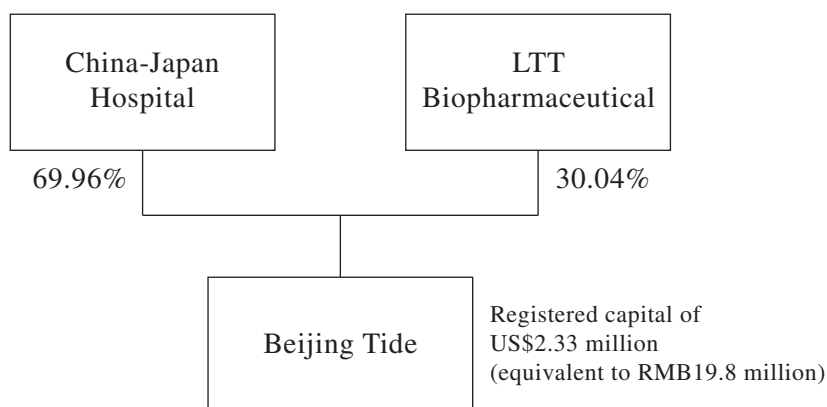 China-Japan
Hospital
LTT
Biopharmaceutical
69.96%
30.04%
Beijing Tide
Registered capital of
US$2.33 million
(equivalent to RMB19.8 million)